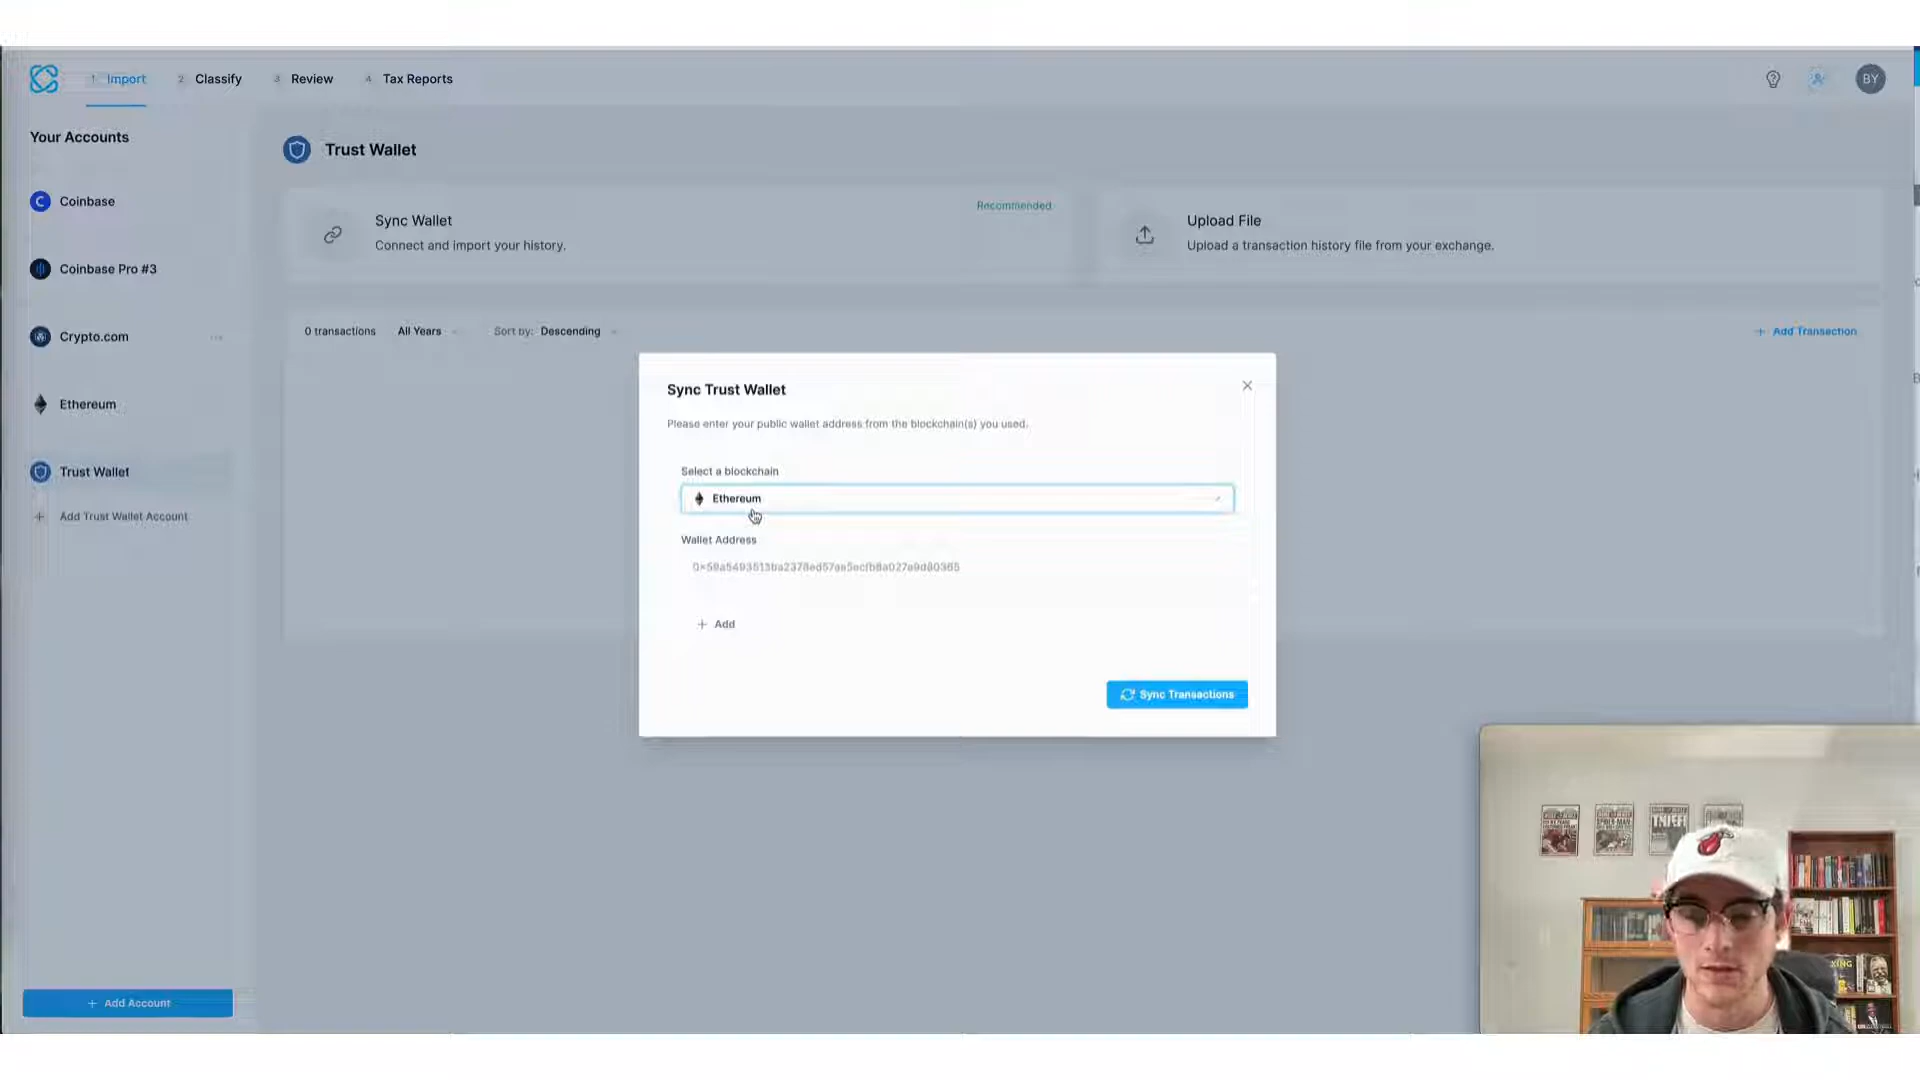 1 Import
2 Classify
3 Review
4 Tax Reports
BY
Your Accounts
Coinbase
Coinbase Pro #3
Crypto.com
Ethereum
Trust Wallet
+ Add Trust Wallet Account
+ Add Account
Trust Wallet
Sync Wallet
Connect and import your history.
Recommended
Upload File
Upload a transaction history file from your exchange.
0 transactions
All Years
Sort by: Descending
+ Add Transaction
Sync Trust Wallet
Please enter your public wallet address from the blockchain(s) you used.
Select a blockchain
Ethereum
Wallet Address
+ Add
Sync Transactions
THIEF
KING